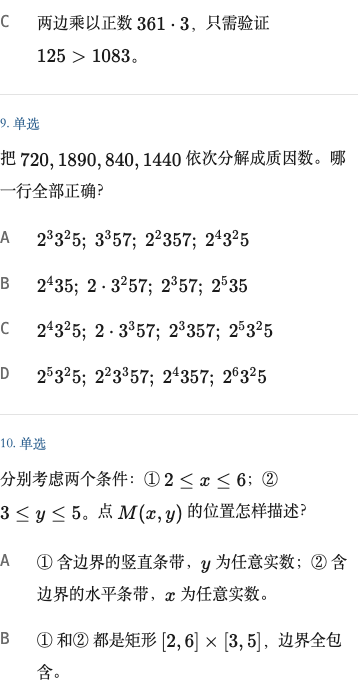 C 两边乘以正数 361 · 3，只需验证
125 > 1083。
9. 单选
把 720, 1890, 840, 1440 依次分解成质因数。哪
一行全部正确？
A 2³3²5; 3³57; 2²357; 2⁴3²5
B 2⁴35; 2 · 3²57; 2³57; 2⁵35
C 2⁴3²5; 2 · 3³57; 2³357; 2⁵3²5
D 2⁵3²5; 2²3³57; 2⁴357; 2⁶3²5
10. 单选
分别考虑两个条件：① 2 ≤ x ≤ 6；②
3 ≤ y ≤ 5。点 M(x, y) 的位置怎样描述？
A ① 含边界的竖直条带，y 为任意实数；② 含
边界的水平条带，x 为任意实数。
B ① 和② 都是矩形 [2, 6] × [3, 5]，边界全包
含。